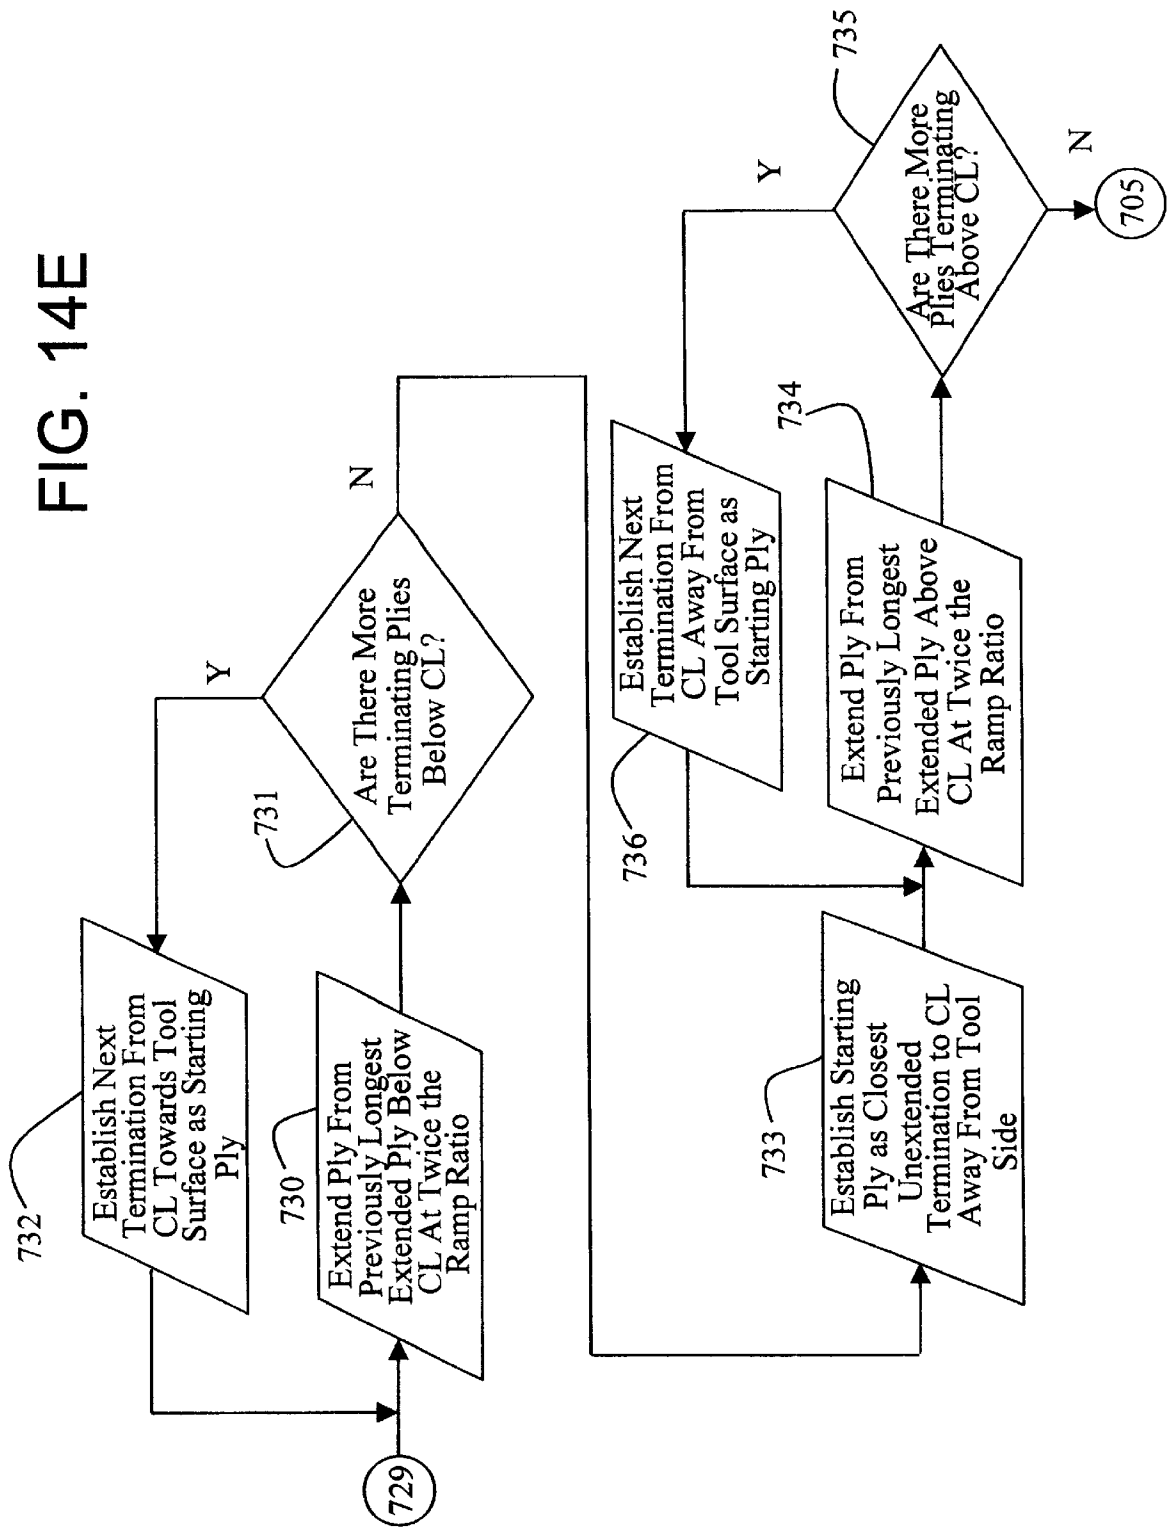 FIG. 14E
732
Establish Next
Termination From
CL Towards Tool
Surface as Starting
Ply
Y
729
730
Extend Ply From
Previously Longest
Extended Ply Below
CL At Twice the
Ramp Ratio
731
Are There More
Terminating Plies
Below CL?
N
736
Establish Next
Termination From
CL Away From
Tool Surface as
Starting Ply
Y
733
Establish Starting
Ply as Closest
Unextended
Termination to CL
Away From Tool
Side
734
Extend Ply From
Previously Longest
Extended Ply Above
CL At Twice the
Ramp Ratio
735
Are There More
Plies Terminating
Above CL?
N
705